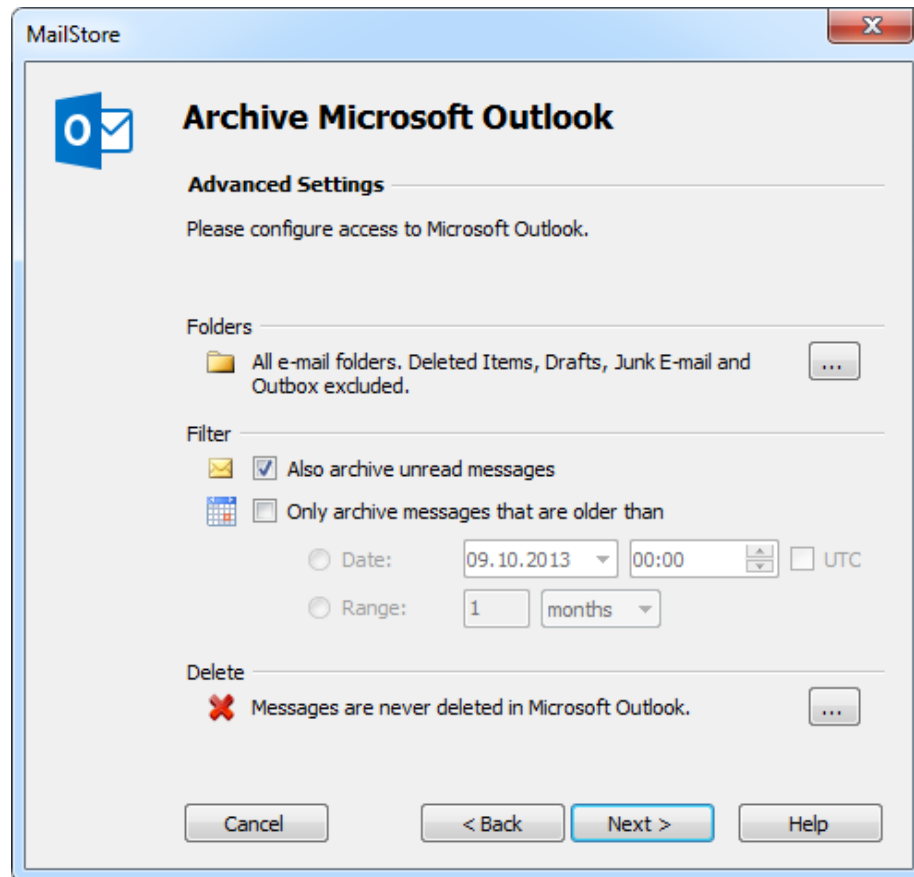 MailStore
Archive Microsoft Outlook
Advanced Settings
Please configure access to Microsoft Outlook.
Folders
All e-mail folders. Deleted Items, Drafts, Junk E-mail and
Outbox excluded.
...
Filter
Also archive unread messages
Only archive messages that are older than
Date: 09.10.2013 00:00 UTC
Range: 1 months
Delete
Messages are never deleted in Microsoft Outlook. ...
Cancel < Back Next > Help